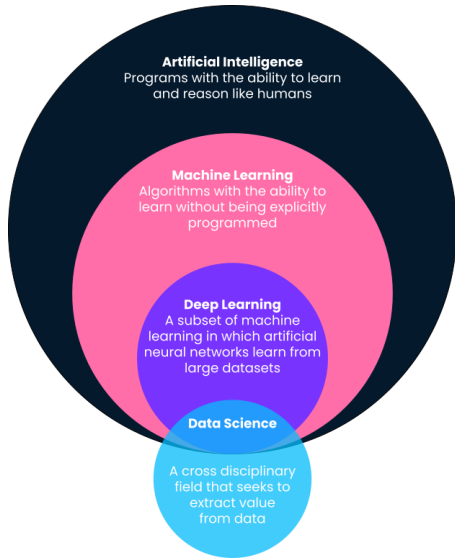 Artificial Intelligence
Programs with the ability to learn
and reason like humans
Machine Learning
Algorithms with the ability to
learn without being explicitly
programmed
Deep Learning
A subset of machine
learning in which artificial
neural networks learn from
large datasets
Data Science
A cross disciplinary
field that seeks to
extract value
from data